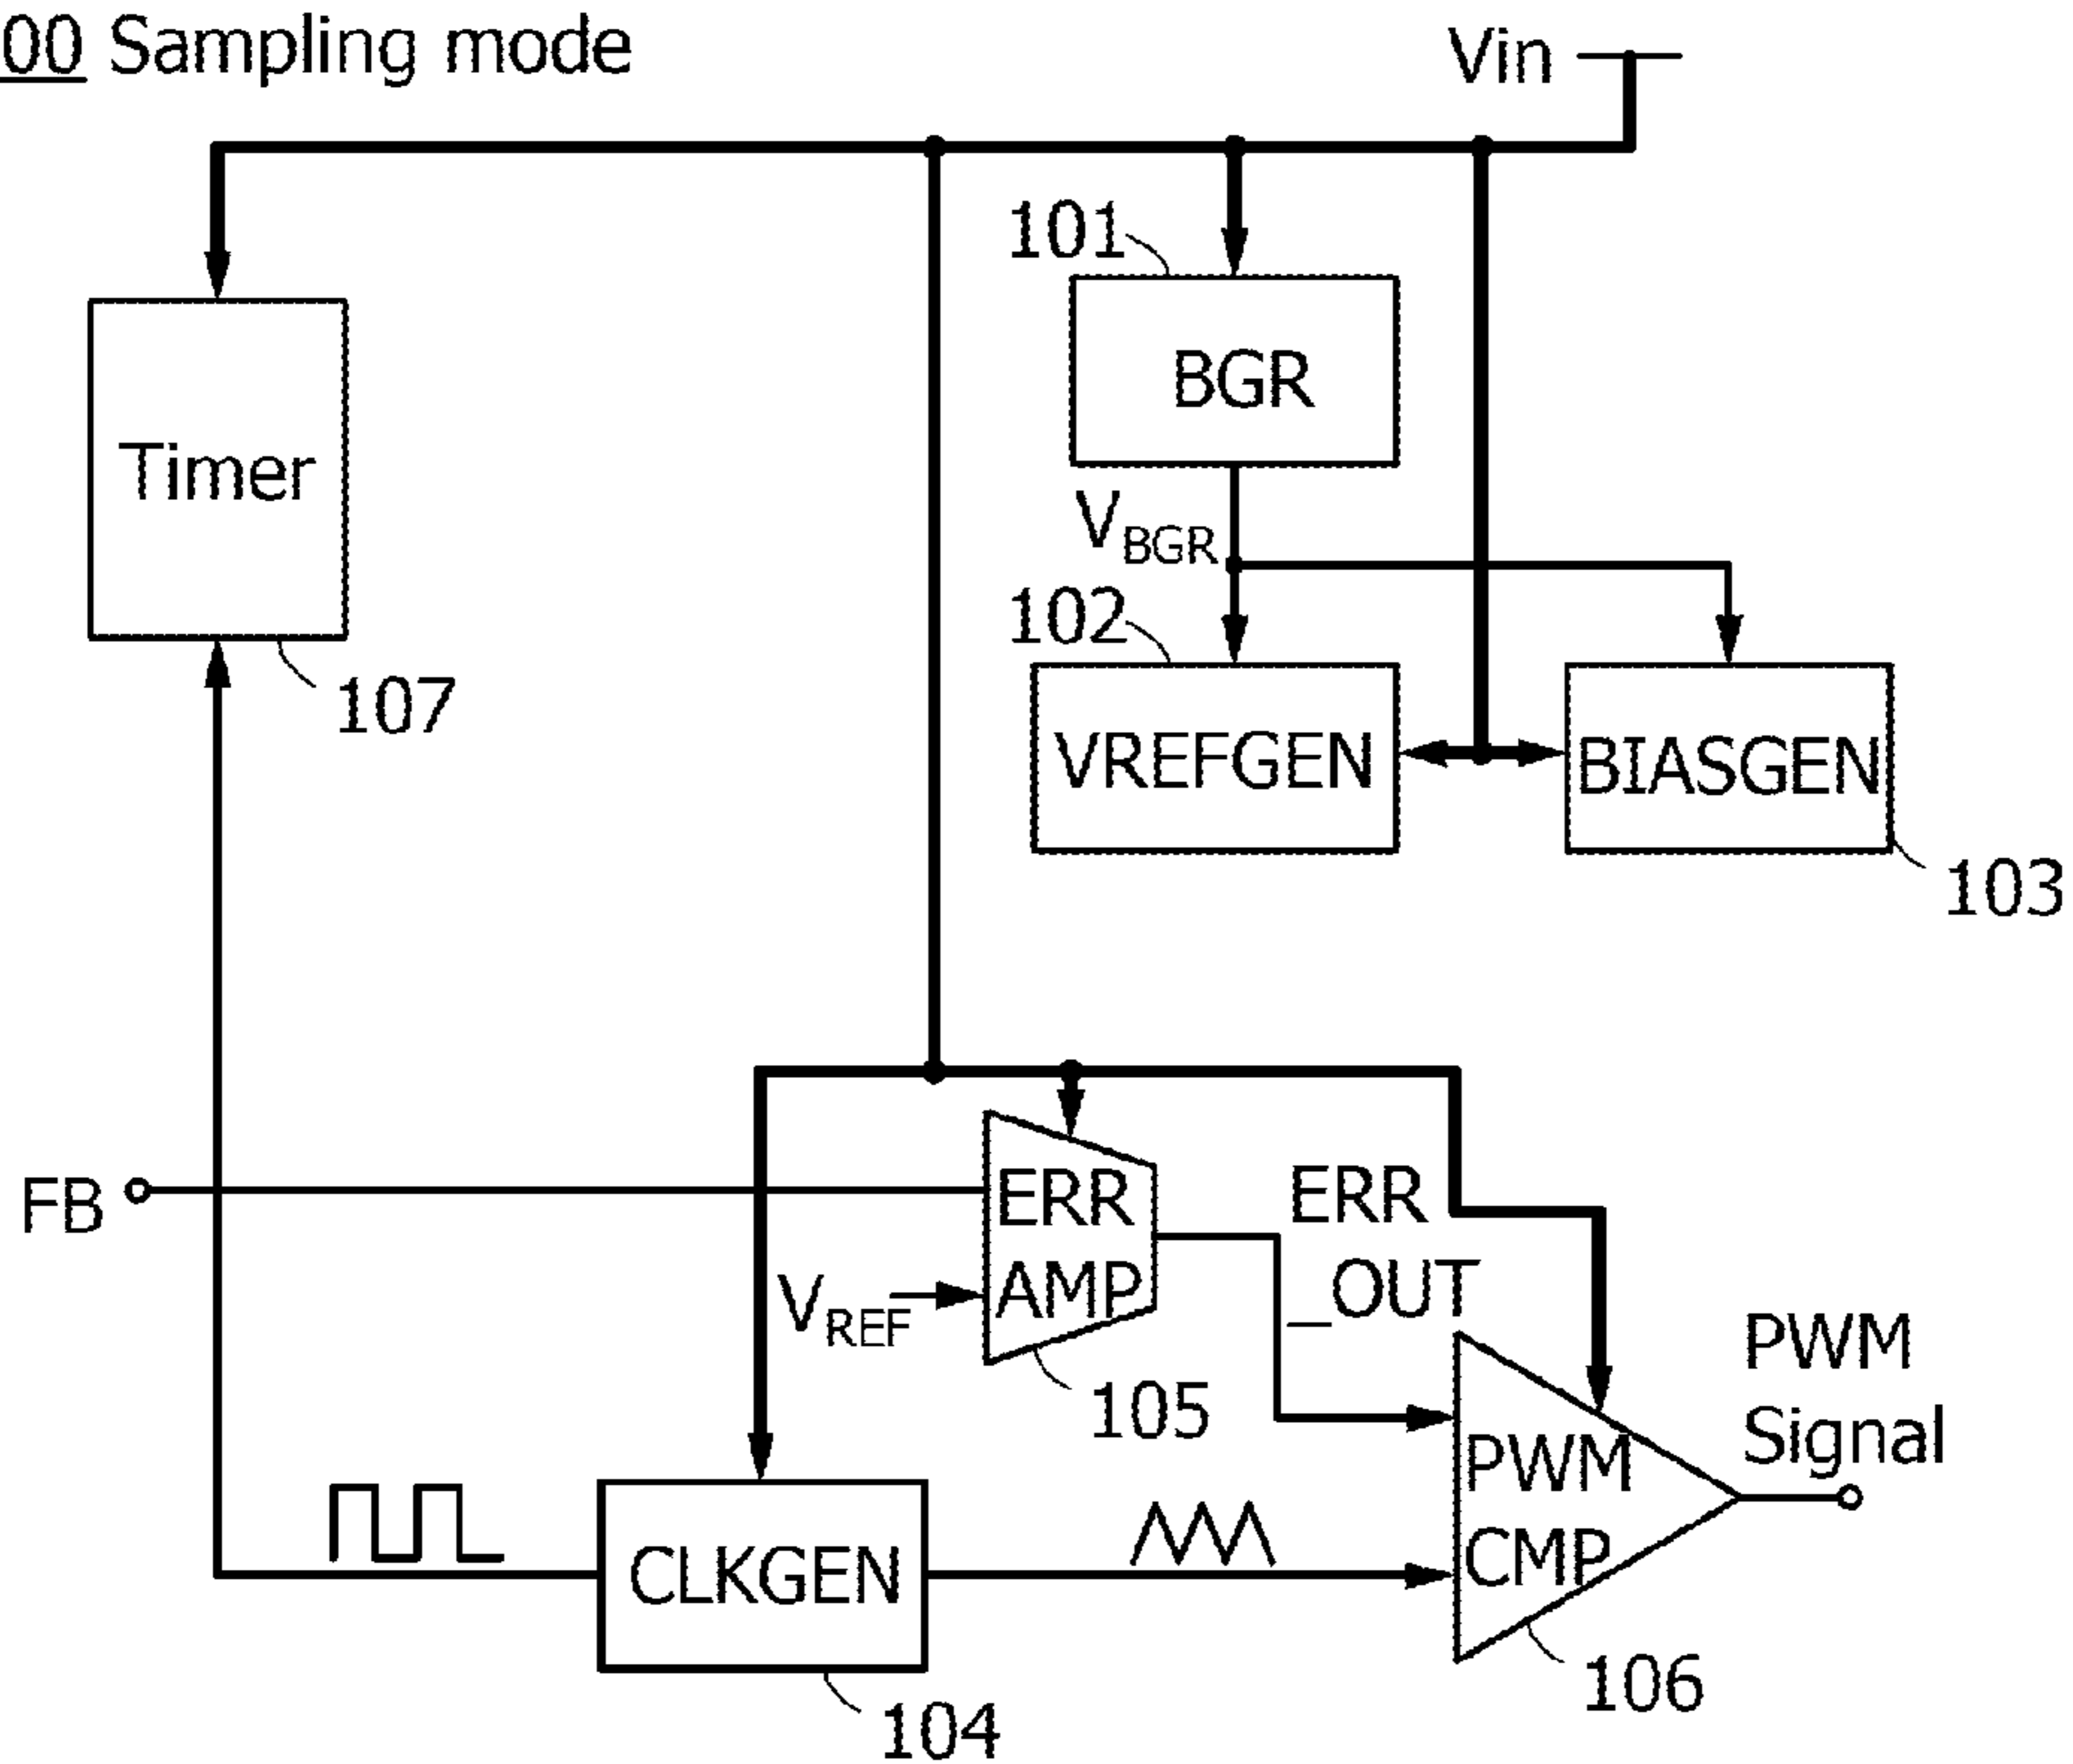 00 Sampling mode
Vin
101
BGR
Timer
VBGR
102
107
VREFGEN
BIASGEN
103
FB
ERR
AMP
ERR
_OUT
VREF
105
PWM
Signal
PWM
CMP
CLKGEN
106
104